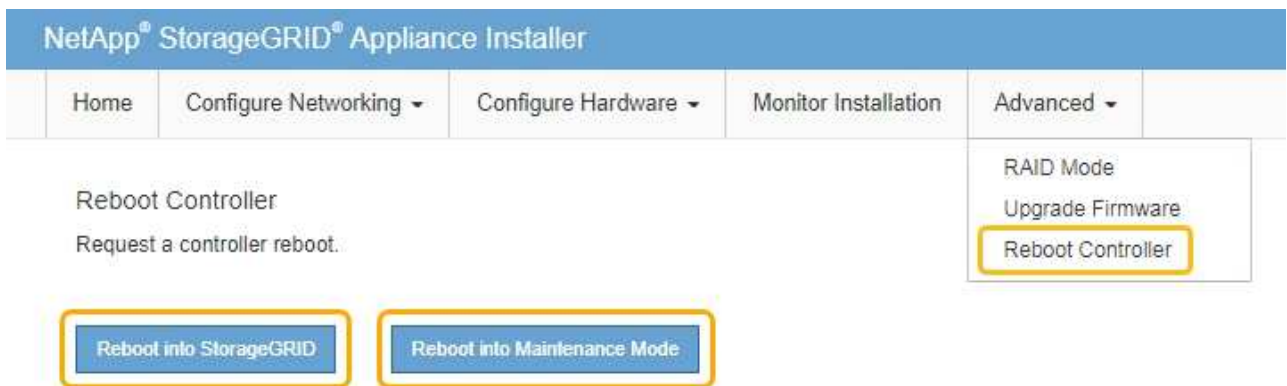 NetApp® StorageGRID® Appliance Installer
Home Configure Networking Configure Hardware Monitor Installation Advanced
RAID Mode
Upgrade Firmware
Reboot Controller
Reboot Controller
Request a controller reboot.
Reboot into StorageGRID Reboot into Maintenance Mode